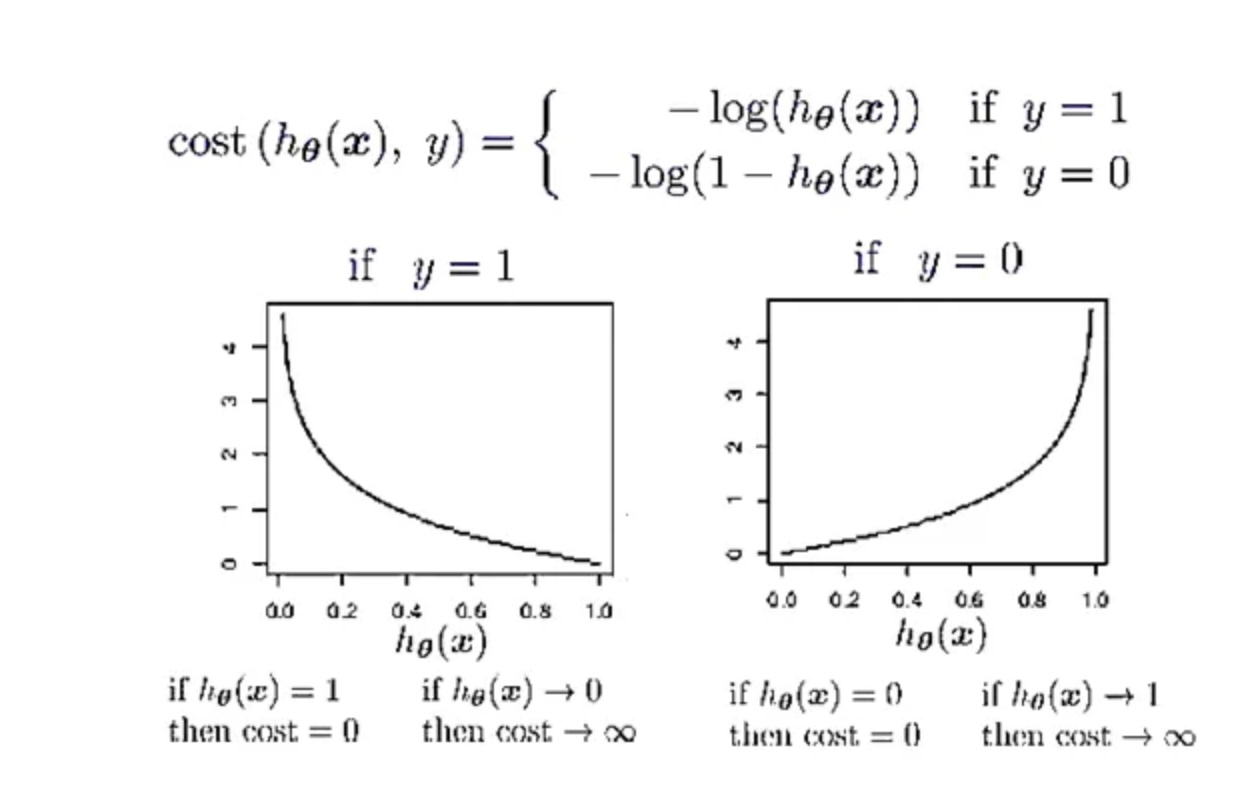 cost (hθ(x), y) = { −log(hθ(x)) if y = 1
−log(1 − hθ(x)) if y = 0
if y = 1
4
3
2
1
0
0.0 0.2 0.4 0.6 0.8 1.0
hθ(x)
if hθ(x) = 1 if hθ(x) → 0
then cost = 0 then cost → ∞
if y = 0
4
3
2
1
0
0.0 0.2 0.4 0.6 0.8 1.0
hθ(x)
if hθ(x) = 0 if hθ(x) → 1
then cost = 0 then cost → ∞